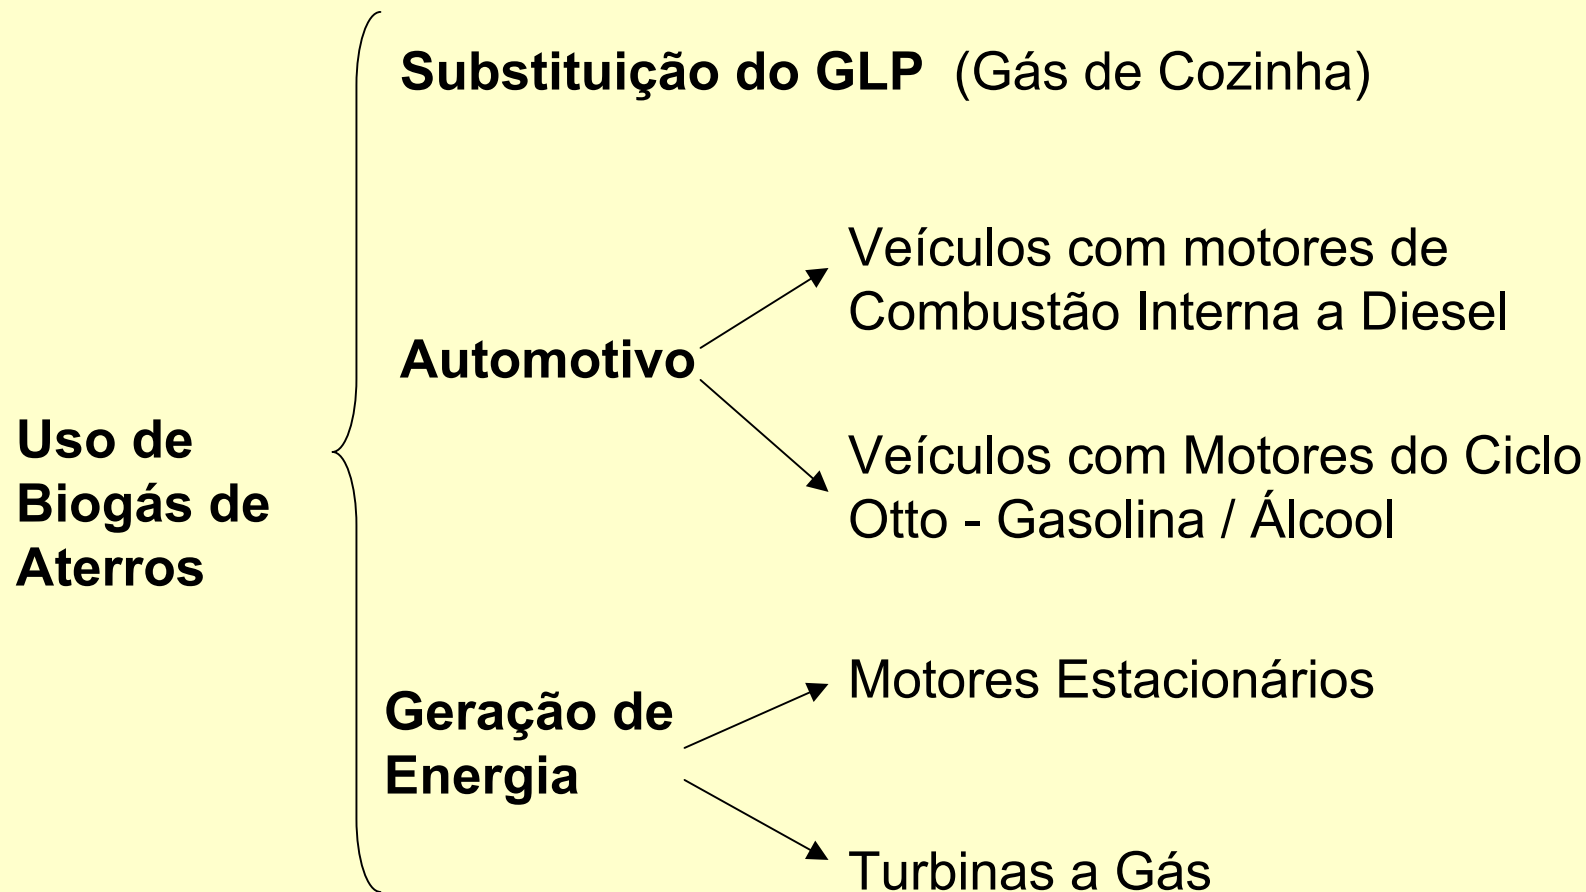 Substituição do GLP (Gás de Cozinha)
Veículos com motores de
Combustão Interna a Diesel
Automotivo
Veículos com Motores do Ciclo
Otto - Gasolina / Álcool
Uso de
Biogás de
Aterros
Geração de
Energia
Motores Estacionários
Turbinas a Gás